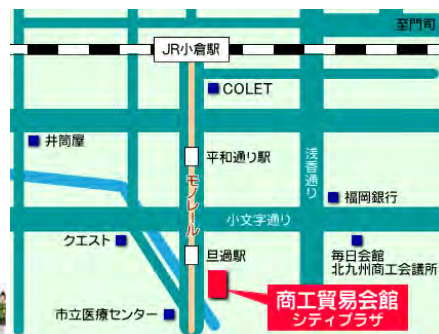 至門司
JR小倉駅
COLET
井筒屋
平和通り駅
浅香通り
モノレール
福岡銀行
小文字通り
クエスト
旦過駅
毎日会館
北九州商工会議所
商工貿易会館
シティプラザ
市立医療センター